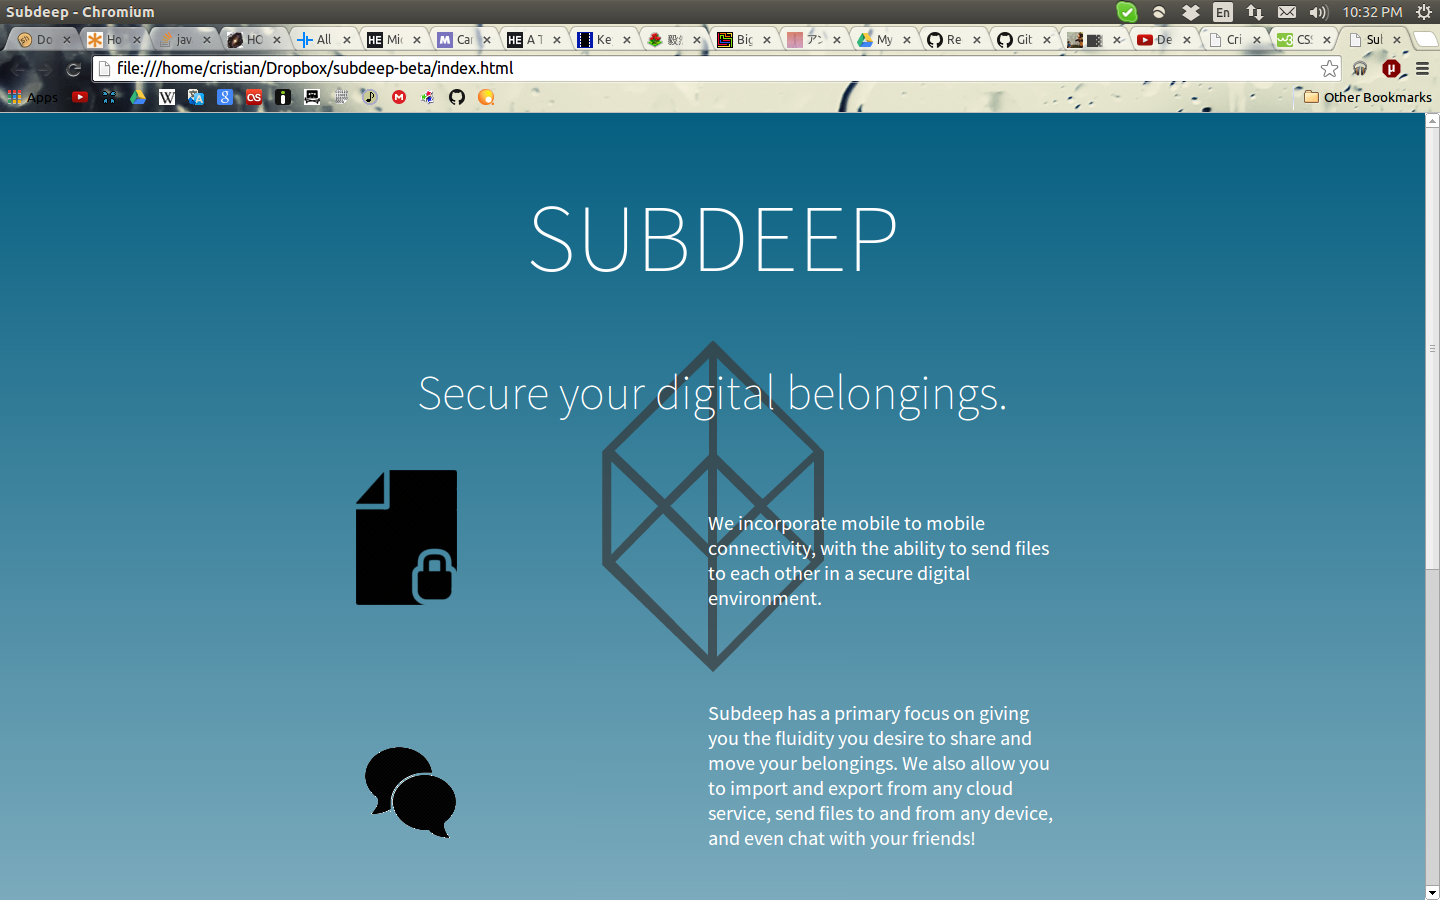 Subdeep - Chromium
En
10:32 PM
Do
Ho
jav
HO
All
HE
Mic
M
Car
HE
A T
Ke
Big
My
Re
Git
De
Cri
CSS
Sul
file:///home/cristian/Dropbox/subdeep-beta/index.html
Apps
W
Other Bookmarks
SUBDEEP
Secure your digital belongings.
We incorporate mobile to mobile
connectivity, with the ability to send files
to each other in a secure digital
environment.
Subdeep has a primary focus on giving
you the fluidity you desire to share and
move your belongings. We also allow you
to import and export from any cloud
service, send files to and from any device,
and even chat with your friends!